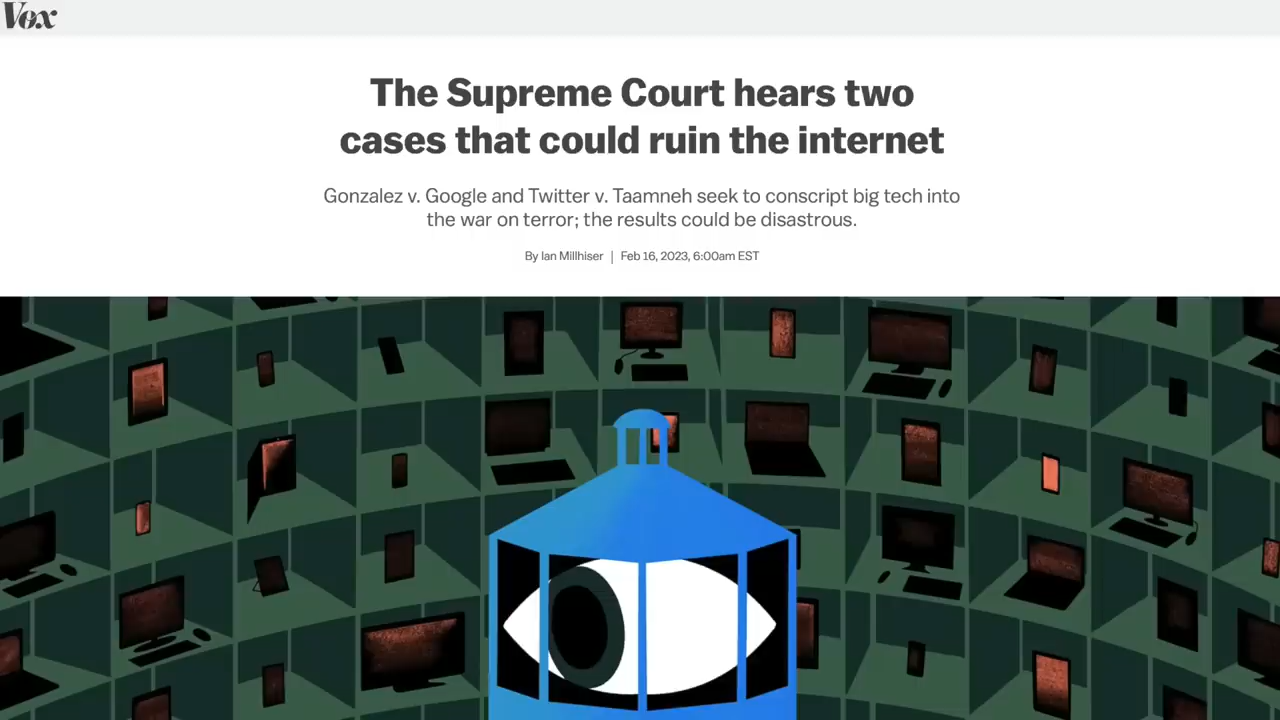 Vox
The Supreme Court hears two
cases that could ruin the internet
Gonzalez v. Google and Twitter v. Taamneh seek to conscript big tech into
the war on terror; the results could be disastrous.
By Ian Millhiser | Feb 16, 2023, 6:00am EST